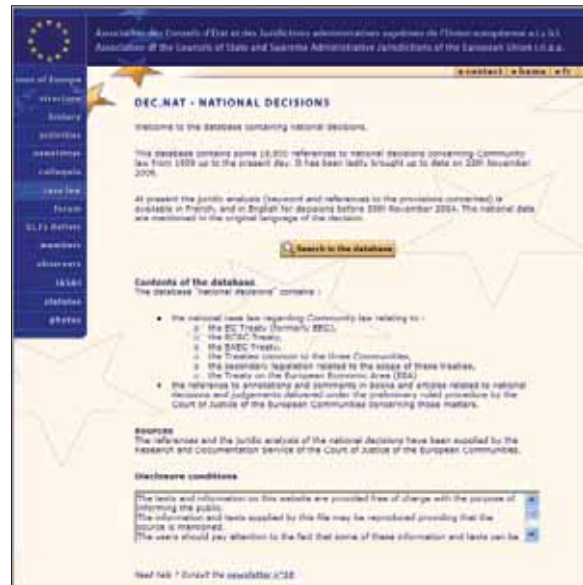 Association des Conseils d'Etat et des Juridictions administratives suprêmes de l'Union européenne a.i.s.b.l.
Association of the Councils of State and Supreme Administrative Jurisdictions of the European Union i.n.p.a.
contact home fr
of Europe
structure
history
activities
newsletter
colloquia
case law
forum
members
observers
statutes
photos
DEC.NAT - NATIONAL DECISIONS
Welcome to the database containing national decisions.
This database contains some references to national decisions concerning Community
law from 1959 up to the present day. It has been lastly brought up to date on November
At present the juridic analysis (keyword and references to the provisions concerned) is
available in French, and in English for decisions before November 2004. The national data
are mentioned in the original language of the decision.
Search in the database
Contents of the database
The database "national decisions" contains :
the national case law regarding Community law relating to :
the EC Treaty (formerly EEC),
the ECSC Treaty,
the EAEC Treaty,
the Treaties common to the three Communities,
the secondary legislation related to the scope of these treaties,
the Treaty on the European Economic Area (EEA)
the reference to annotations and comments in books and articles related to national
decisions and judgements delivered under the preliminary ruled procedure by the
Court of Justice of the European Communities concerning those matters.
Sources
The references and the juridic analysis of the national decisions have been supplied by the
Research and Documentation Service of the Court of Justice of the European Communities.
Disclosure conditions
The texts and information on this website are provided free of charge with the purpose of
informing the public.
The information and texts supplied by this file may be reproduced providing that the
source is mentioned.
The users should pay attention to the fact that some of these information and texts can be
Need help ? Consult the newsletter